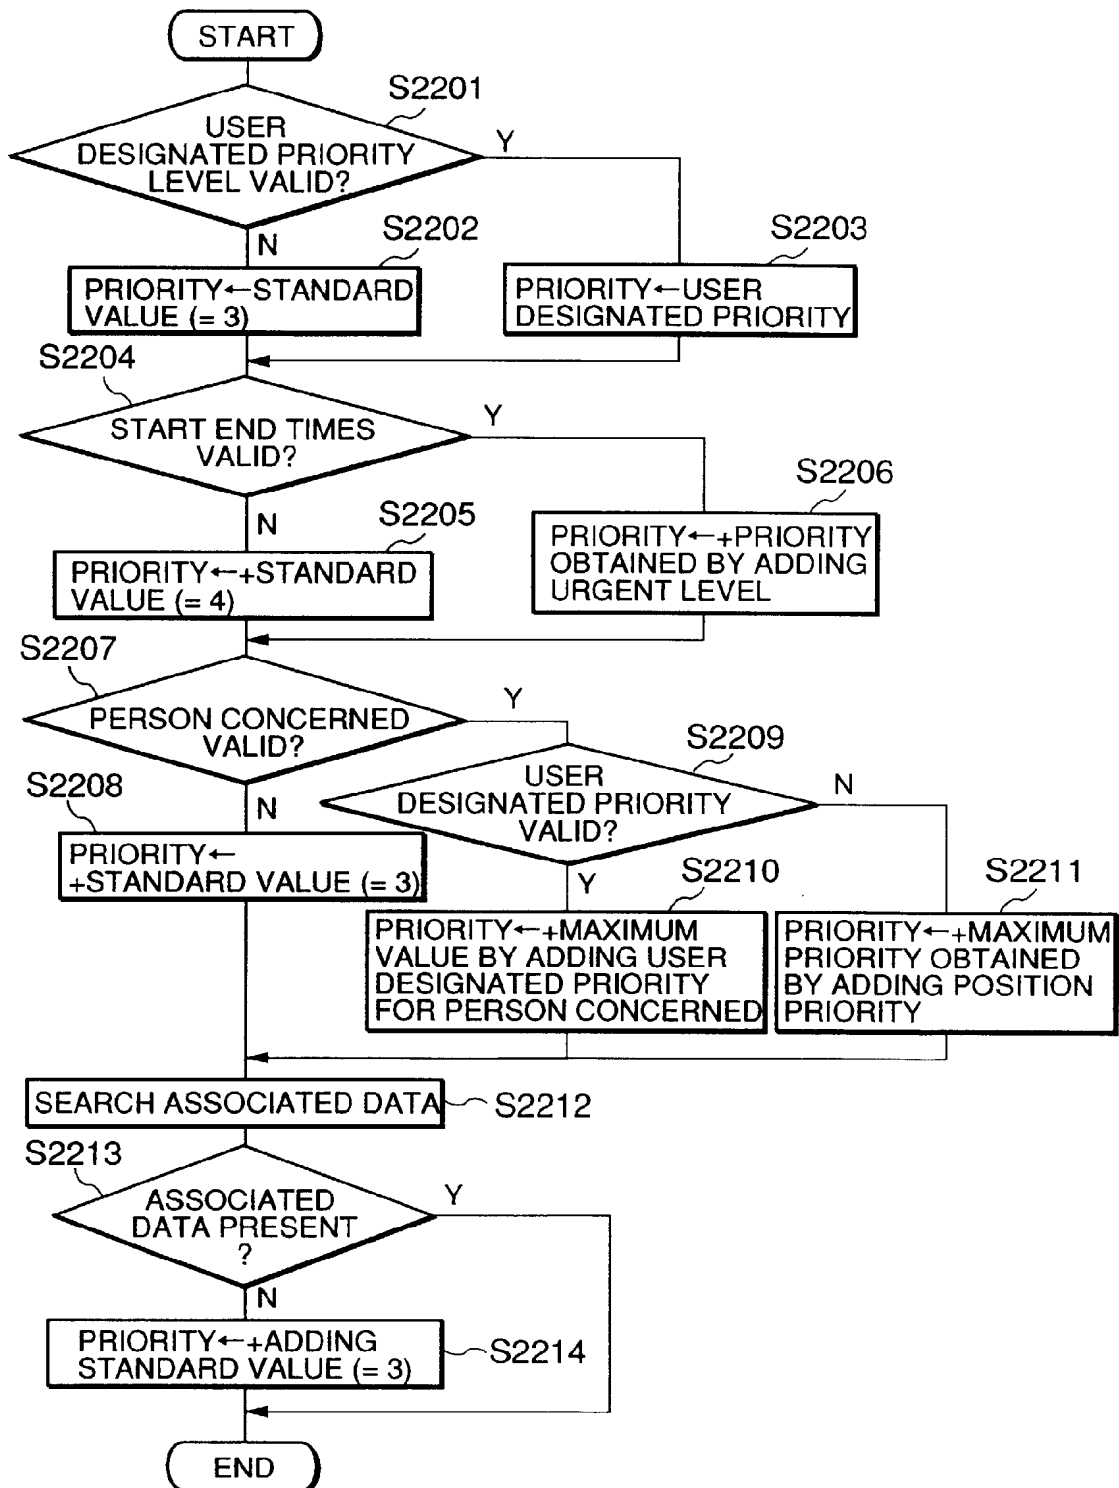 START
S2201
USER
DESIGNATED PRIORITY
LEVEL VALID?
Y
N
S2202
PRIORITY←STANDARD
VALUE (= 3)
S2203
PRIORITY←USER
DESIGNATED PRIORITY
S2204
START END TIMES
VALID?
Y
N
S2205
PRIORITY←+STANDARD
VALUE (= 4)
S2206
PRIORITY←+PRIORITY
OBTAINED BY ADDING
URGENT LEVEL
S2207
PERSON CONCERNED
VALID?
Y
N
S2208
PRIORITY←
+STANDARD VALUE (= 3)
S2209
USER
DESIGNATED PRIORITY
VALID?
N
Y
S2210
PRIORITY←+MAXIMUM
VALUE BY ADDING USER
DESIGNATED PRIORITY
FOR PERSON CONCERNED
S2211
PRIORITY←+MAXIMUM
PRIORITY OBTAINED
BY ADDING POSITION
PRIORITY
SEARCH ASSOCIATED DATA
S2212
S2213
ASSOCIATED
DATA PRESENT
?
Y
N
PRIORITY←+ADDING
STANDARD VALUE (= 3)
S2214
END